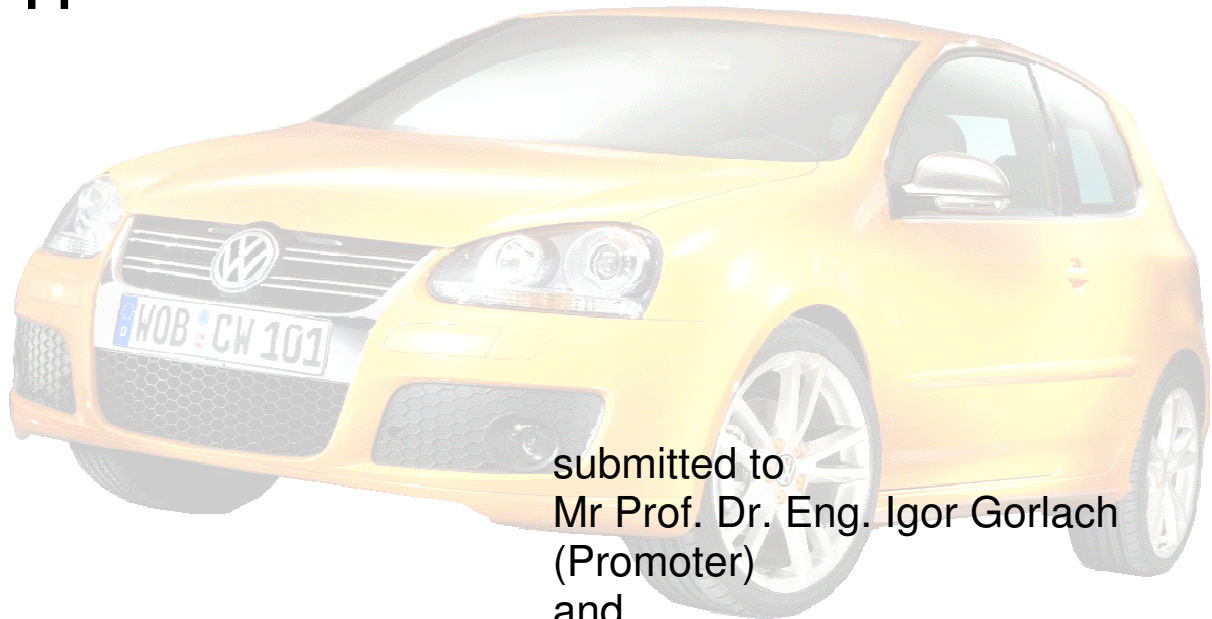 WOB CW 101
submitted to
Mr Prof. Dr. Eng. Igor Gorlach
(Promoter)
and